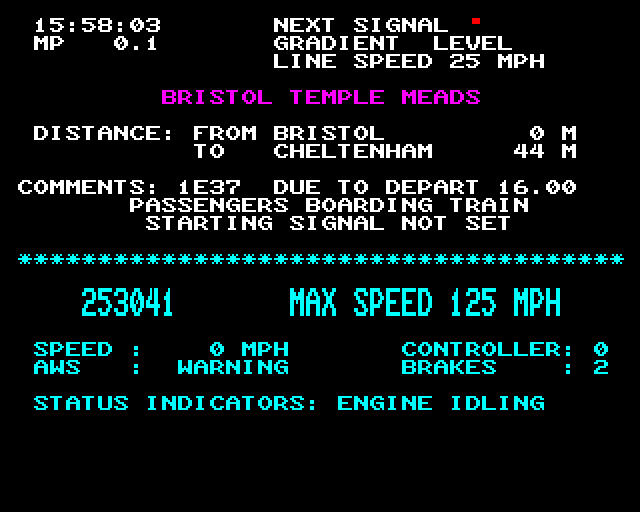 15:58:03 NEXT SIGNAL
MP 0.1 GRADIENT LEVEL
LINE SPEED 25 MPH
BRISTOL TEMPLE MEADS
DISTANCE: FROM BRISTOL 0 M
TO CHELTENHAM 44 M
COMMENTS: 1E37 DUE TO DEPART 16.00
PASSENGERS BOARDING TRAIN
STARTING SIGNAL NOT SET
**************************************
253041 MAX SPEED 125 MPH
SPEED : 0 MPH CONTROLLER: 0
AWS : WARNING BRAKES : 2
STATUS INDICATORS: ENGINE IDLING